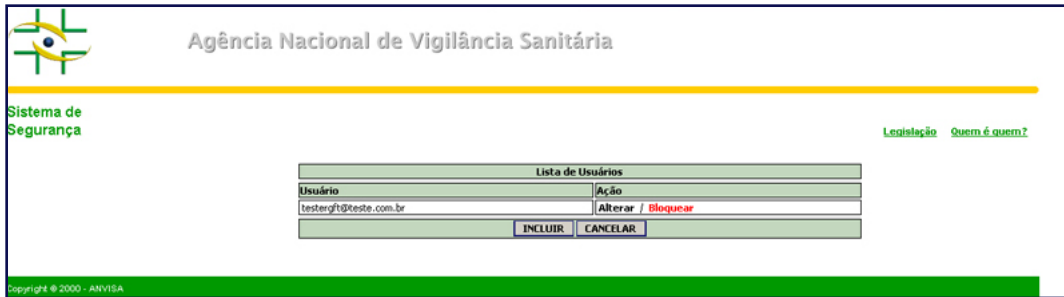 Agência Nacional de Vigilância Sanitária
Sistema de
Segurança
Legislação Quem é quem?
Lista de Usuários
Usuário Ação
testergft@teste.com.br Alterar / Bloquear
INCLUIR CANCELAR
Copyright © 2000 - ANVISA